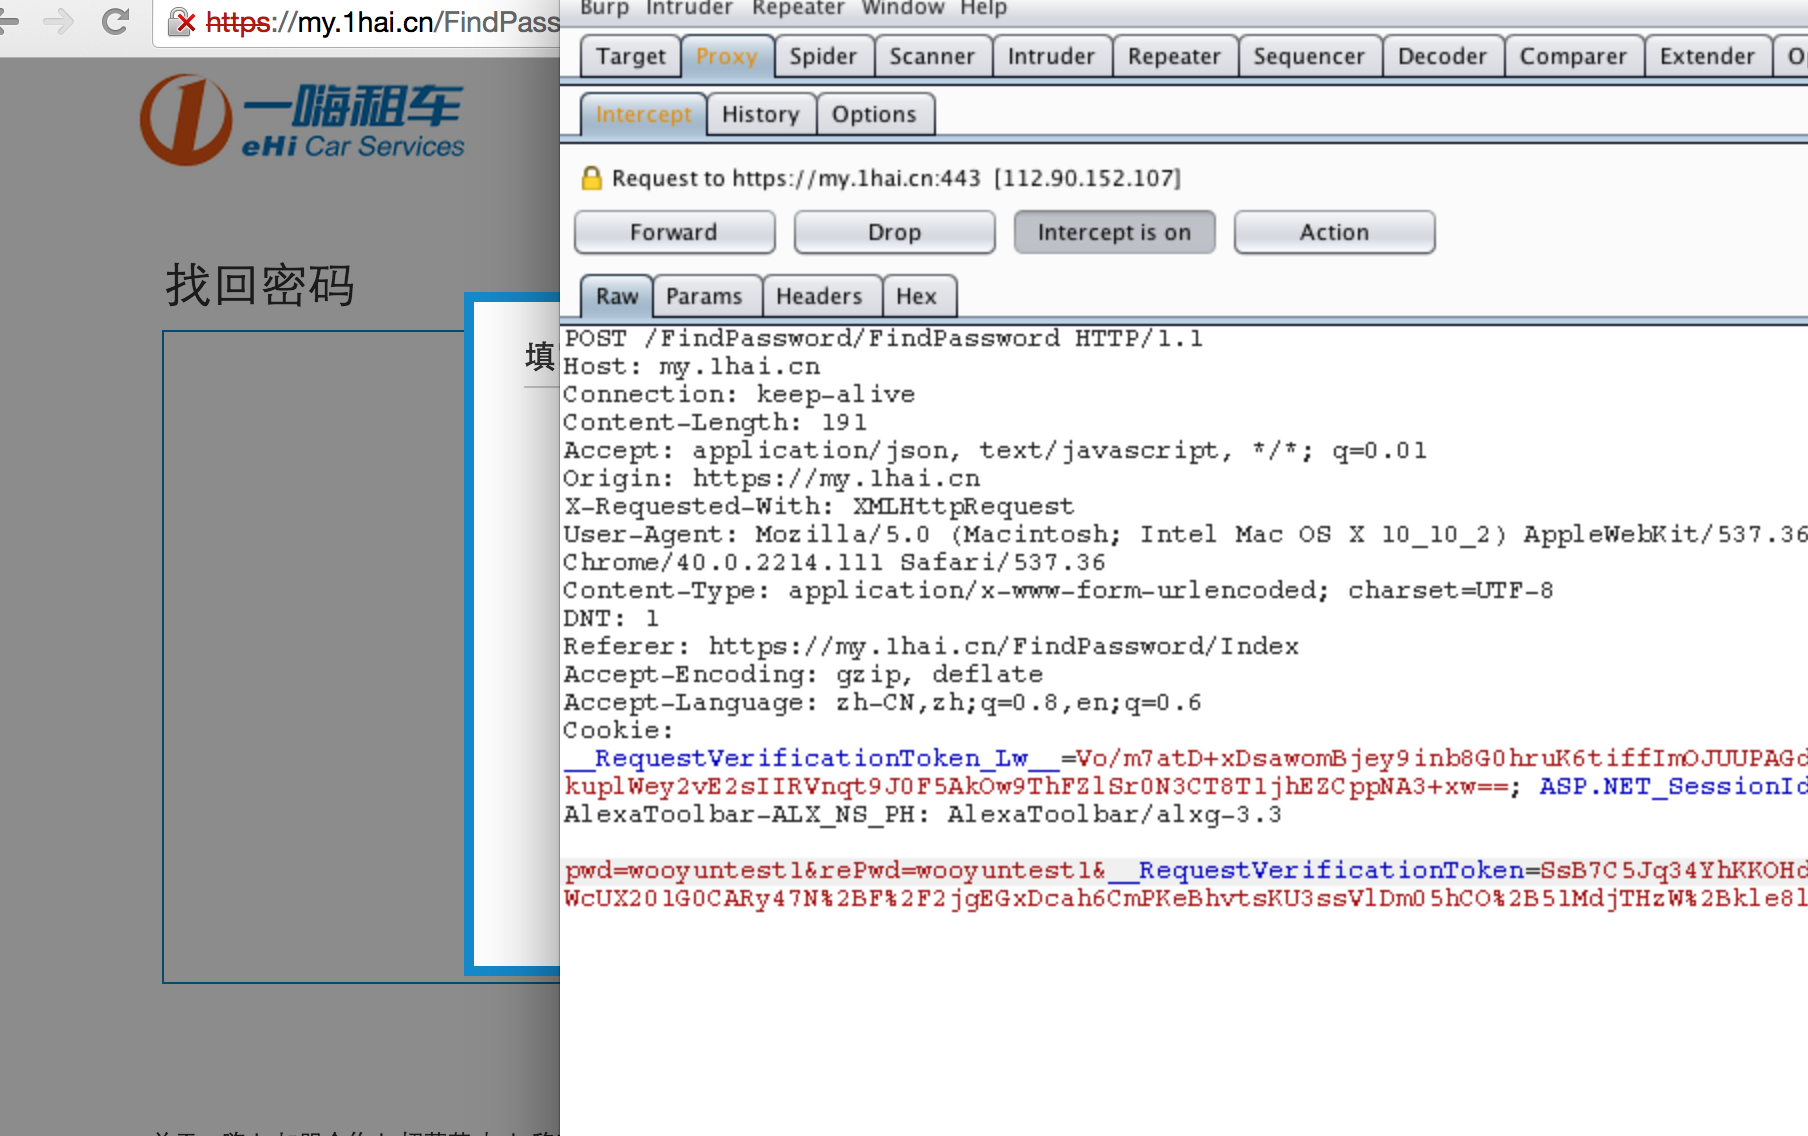 https://my.1hai.cn/FindPass
一嗨租车
eHi Car Services
找回密码
填
Burp Intruder Repeater Window Help
Target Proxy Spider Scanner Intruder Repeater Sequencer Decoder Comparer Extender
Intercept History Options
Request to https://my.1hai.cn:443 [112.90.152.107]
Forward Drop Intercept is on Action
Raw Params Headers Hex
POST /FindPassword/FindPassword HTTP/1.1
Host: my.1hai.cn
Connection: keep-alive
Content-Length: 191
Accept: application/json, text/javascript, */*; q=0.01
Origin: https://my.1hai.cn
X-Requested-With: XMLHttpRequest
User-Agent: Mozilla/5.0 (Macintosh; Intel Mac OS X 10_10_2) AppleWebKit/537.36
Chrome/40.0.2214.111 Safari/537.36
Content-Type: application/x-www-form-urlencoded; charset=UTF-8
DNT: 1
Referer: https://my.1hai.cn/FindPassword/Index
Accept-Encoding: gzip, deflate
Accept-Language: zh-CN,zh;q=0.8,en;q=0.6
Cookie:
__RequestVerificationToken_Lw__=Vo/m7atD+xDsawomBjey9inb8G0hruK6tiffImOJUUPAGd
kuplWey2vE2sIIRVnqt9J0F5AkOw9ThFZlSr0N3CT8T1jhEZCppNA3+xw==; ASP.NET_SessionId
AlexaToolbar-ALX_NS_PH: AlexaToolbar/alxg-3.3
pwd=wooyuntest1&rePwd=wooyuntest1&__RequestVerificationToken=SsB7C5Jq34YhKKOHd
WcUX201G0CARy47N%2BF%2F2jgEGxDcah6CmPKeBhvtsKU3ssVlDm05hCO%2B51MdjTHzW%2Bkle8l